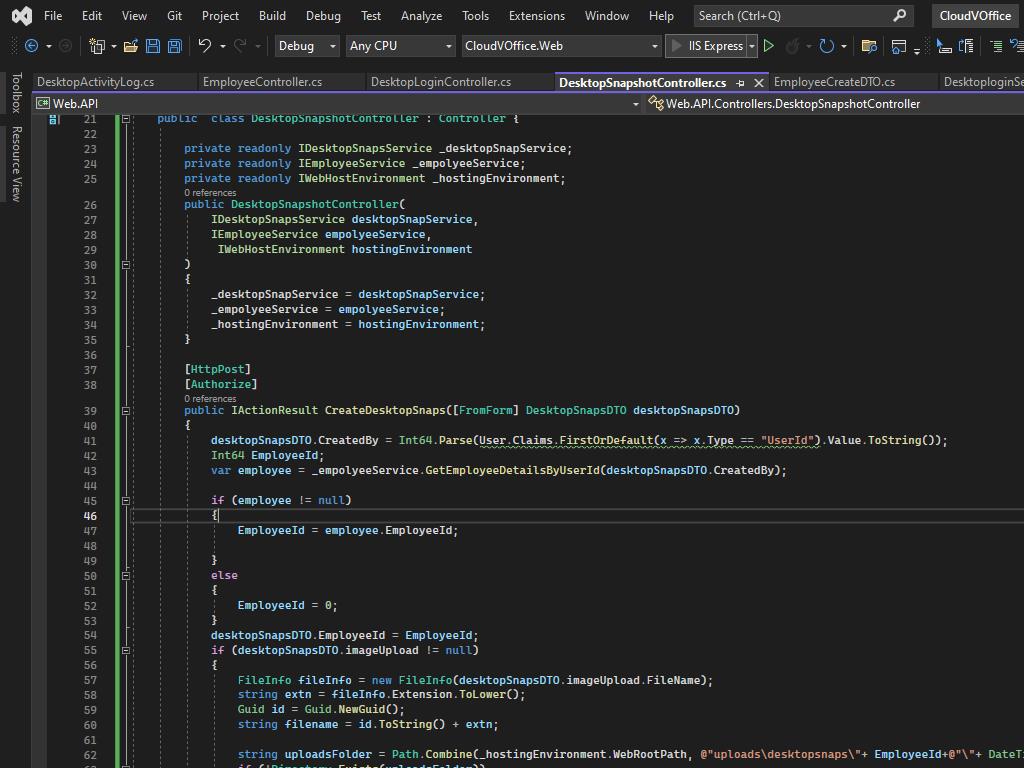 File Edit View Git Project Build Debug Test Analyze Tools Extensions Window Help Search (Ctrl+Q) CloudVOffice
Debug Any CPU CloudVOffice.Web IIS Express
DesktopActivityLog.cs EmployeeController.cs DesktopLoginController.cs DesktopSnapshotController.cs EmployeeCreateDTO.cs DesktoploginSe
Toolbox
Resource View
C# Web.API Web.API.Controllers.DesktopSnapshotController
21 public class DesktopSnapshotController : Controller {
22
23 private readonly IDesktopSnapsService _desktopSnapService;
24 private readonly IEmployeeService _empolyeeService;
25 private readonly IWebHostEnvironment _hostingEnvironment;
0 references
26 public DesktopSnapshotController(
27 IDesktopSnapsService desktopSnapService,
28 IEmployeeService empolyeeService,
29 IWebHostEnvironment hostingEnvironment
30 )
31 {
32 _desktopSnapService = desktopSnapService;
33 _empolyeeService = empolyeeService;
34 _hostingEnvironment = hostingEnvironment;
35 }
36
37 [HttpPost]
38 [Authorize]
0 references
39 public IActionResult CreateDesktopSnaps([FromForm] DesktopSnapsDTO desktopSnapsDTO)
40 {
41 desktopSnapsDTO.CreatedBy = Int64.Parse(User.Claims.FirstOrDefault(x => x.Type == "UserId").Value.ToString());
42 Int64 EmployeeId;
43 var employee = _empolyeeService.GetEmployeeDetailsByUserId(desktopSnapsDTO.CreatedBy);
44
45 if (employee != null)
46 {
47 EmployeeId = employee.EmployeeId;
48
49 }
50 else
51 {
52 EmployeeId = 0;
53 }
54 desktopSnapsDTO.EmployeeId = EmployeeId;
55 if (desktopSnapsDTO.imageUpload != null)
56 {
57 FileInfo fileInfo = new FileInfo(desktopSnapsDTO.imageUpload.FileName);
58 string extn = fileInfo.Extension.ToLower();
59 Guid id = Guid.NewGuid();
60 string filename = id.ToString() + extn;
61
62 string uploadsFolder = Path.Combine(_hostingEnvironment.WebRootPath, @"uploads\desktopsnaps\"+ EmployeeId+@"\"+ DateTi
if (!Directory.Exists(uploadsFolder))